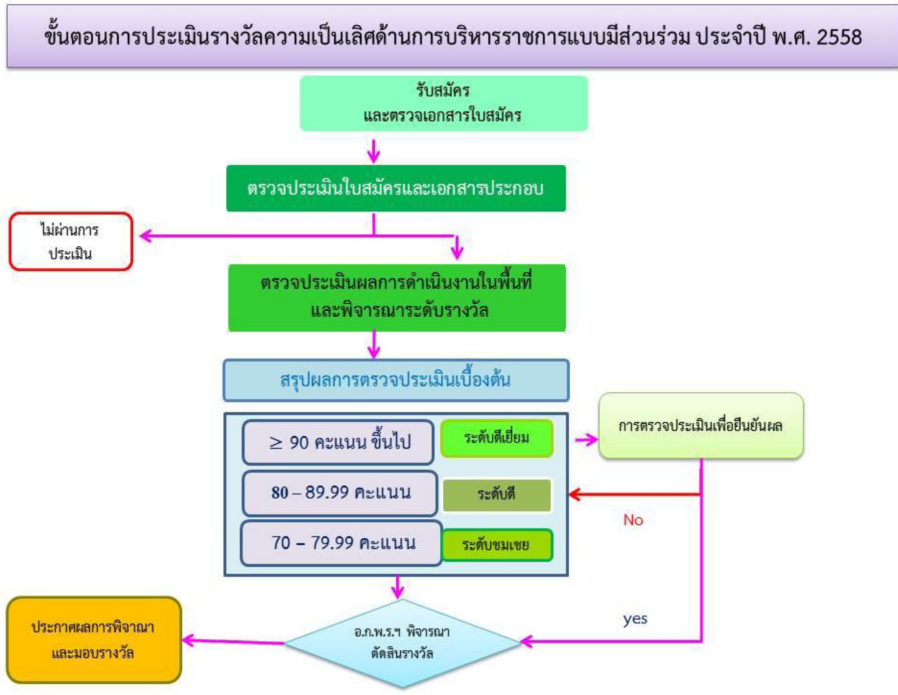 ขั้นตอนการประเมินรางวัลความเป็นเลิศด้านการบริหารราชการแบบมีส่วนร่วม ประจำปี พ.ศ. 2558
รับสมัคร
และตรวจเอกสารใบสมัคร
ตรวจประเมินใบสมัครและเอกสารประกอบ
ไม่ผ่านการ
ประเมิน
ตรวจประเมินผลการดำเนินงานในพื้นที่
และพิจารณาระดับรางวัล
สรุปผลการตรวจประเมินเบื้องต้น
≥ 90 คะแนน ขึ้นไป
ระดับดีเยี่ยม
การตรวจประเมินเพื่อยืนยันผล
80 – 89.99 คะแนน
ระดับดี
No
70 – 79.99 คะแนน
ระดับชมเชย
yes
อ.ก.พ.ร.ฯ พิจารณา
ตัดสินรางวัล
ประกาศผลการพิจาณา
และมอบรางวัล